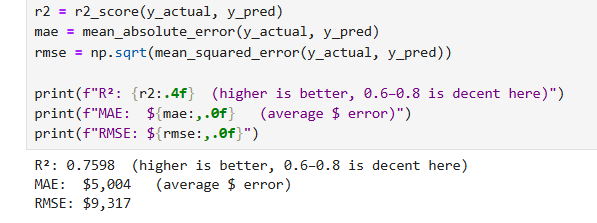 r2 = r2_score(y_actual, y_pred)
mae = mean_absolute_error(y_actual, y_pred)
rmse = np.sqrt(mean_squared_error(y_actual, y_pred))
print(f"R²: {r2:.4f}  (higher is better, 0.6–0.8 is decent here)")
print(f"MAE:  ${mae:,.0f}   (average $ error)")
print(f"RMSE: ${rmse:,.0f}")
R²: 0.7598  (higher is better, 0.6–0.8 is decent here)
MAE:  $5,004   (average $ error)
RMSE: $9,317